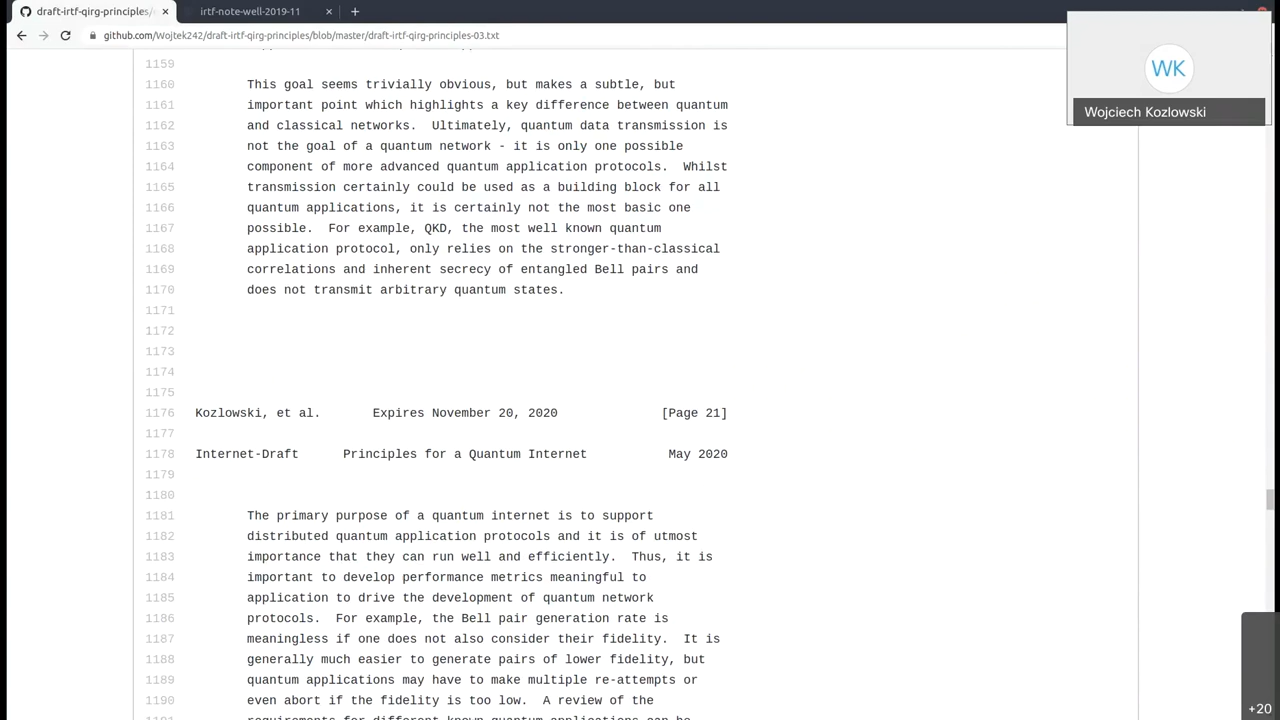 draft-irtf-qirg-principles/
irtf-note-well-2019-11
github.com/Wojtek242/draft-irtf-qirg-principles/blob/master/draft-irtf-qirg-principles-03.txt
WK
Wojciech Kozlowski
1159
1160 This goal seems trivially obvious, but makes a subtle, but
1161 important point which highlights a key difference between quantum
1162 and classical networks. Ultimately, quantum data transmission is
1163 not the goal of a quantum network - it is only one possible
1164 component of more advanced quantum application protocols. Whilst
1165 transmission certainly could be used as a building block for all
1166 quantum applications, it is certainly not the most basic one
1167 possible. For example, QKD, the most well known quantum
1168 application protocol, only relies on the stronger-than-classical
1169 correlations and inherent secrecy of entangled Bell pairs and
1170 does not transmit arbitrary quantum states.
1171
1172
1173
1174
1175
1176 Kozlowski, et al. Expires November 20, 2020 [Page 21]
1177
1178 Internet-Draft Principles for a Quantum Internet May 2020
1179
1180
1181 The primary purpose of a quantum internet is to support
1182 distributed quantum application protocols and it is of utmost
1183 importance that they can run well and efficiently. Thus, it is
1184 important to develop performance metrics meaningful to
1185 application to drive the development of quantum network
1186 protocols. For example, the Bell pair generation rate is
1187 meaningless if one does not also consider their fidelity. It is
1188 generally much easier to generate pairs of lower fidelity, but
1189 quantum applications may have to make multiple re-attempts or
1190 even abort if the fidelity is too low. A review of the
1191 requirements for different known quantum applications can be
+20